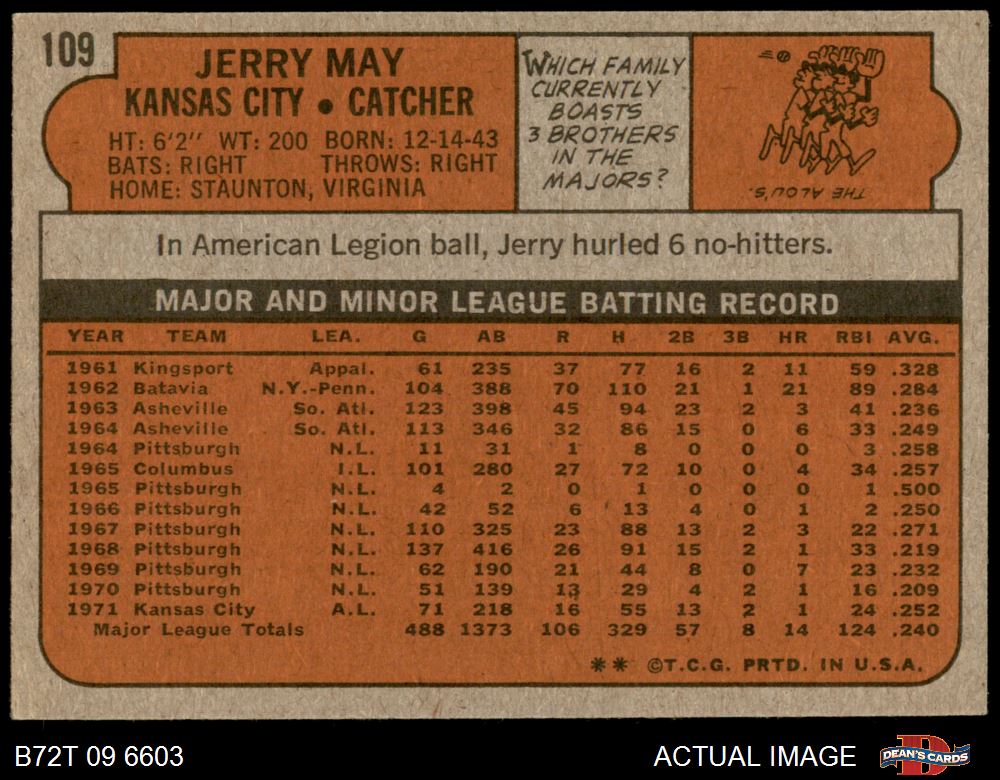 109
JERRY MAY
KANSAS CITY • CATCHER
HT: 6'2" WT: 200 BORN: 12-14-43
BATS: RIGHT THROWS: RIGHT
HOME: STAUNTON, VIRGINIA
WHICH FAMILY
CURRENTLY
BOASTS
3 BROTHERS
IN THE
MAJORS?
THE ALOU'S.
In American Legion ball, Jerry hurled 6 no-hitters.
MAJOR AND MINOR LEAGUE BATTING RECORD
YEAR TEAM LEA. G AB R H 2B 3B HR RBI AVG.
1961 Kingsport Appal. 61 235 37 77 16 2 11 59 .328
1962 Batavia N.Y.-Penn. 104 388 70 110 21 1 21 89 .284
1963 Asheville So. Atl. 123 398 45 94 23 2 3 41 .236
1964 Asheville So. Atl. 113 346 32 86 15 0 6 33 .249
1964 Pittsburgh N.L. 11 31 1 8 0 0 0 3 .258
1965 Columbus I.L. 101 280 27 72 10 0 4 34 .257
1965 Pittsburgh N.L. 4 2 0 1 0 0 0 1 .500
1966 Pittsburgh N.L. 42 52 6 13 4 0 1 2 .250
1967 Pittsburgh N.L. 110 325 23 88 13 2 3 22 .271
1968 Pittsburgh N.L. 137 416 26 91 15 2 1 33 .219
1969 Pittsburgh N.L. 62 190 21 44 8 0 7 23 .232
1970 Pittsburgh N.L. 51 139 13 29 4 2 1 16 .209
1971 Kansas City A.L. 71 218 16 55 13 2 1 24 .252
Major League Totals 488 1373 106 329 57 8 14 124 .240
** ©T.C.G. PRTD. IN U.S.A.
B72T 09 6603 ACTUAL IMAGE DEAN'S CARDS